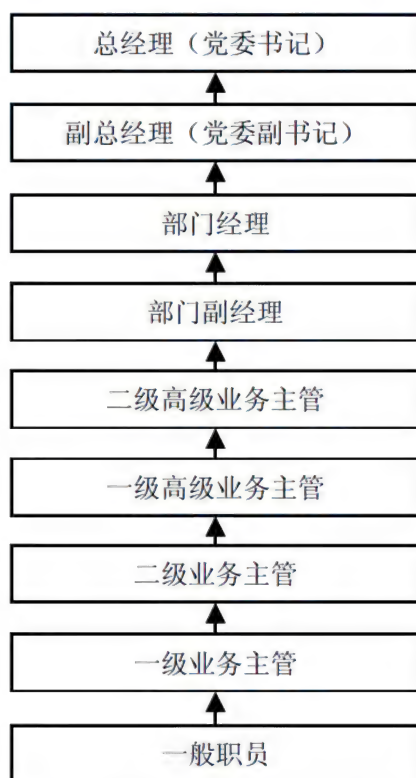 总经理（党委书记）
副总经理（党委副书记）
部门经理
部门副经理
二级高级业务主管
一级高级业务主管
二级业务主管
一级业务主管
一般职员